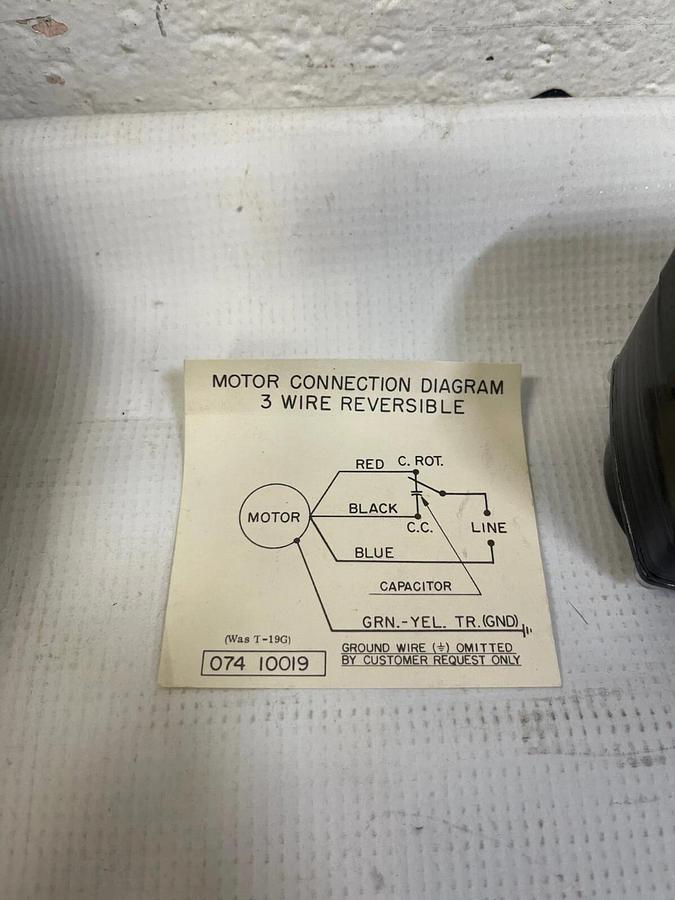 MOTOR CONNECTION DIAGRAM
3 WIRE REVERSIBLE
RED C. ROT.
MOTOR
BLACK
C.C.
LINE
BLUE
CAPACITOR
GRN.-YEL. TR.(GND)
(Was T-19G)
074 10019
GROUND WIRE (⏚) OMITTED
BY CUSTOMER REQUEST ONLY